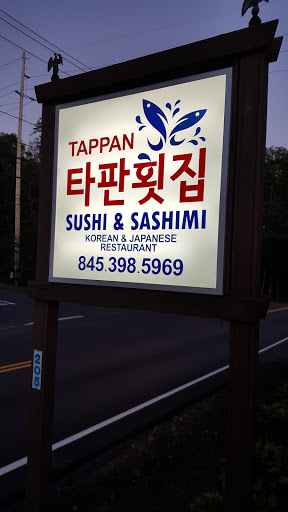 TAPPAN
타판횟집
SUSHI & SASHIMI
KOREAN & JAPANESE
RESTAURANT
845.398.5969
205